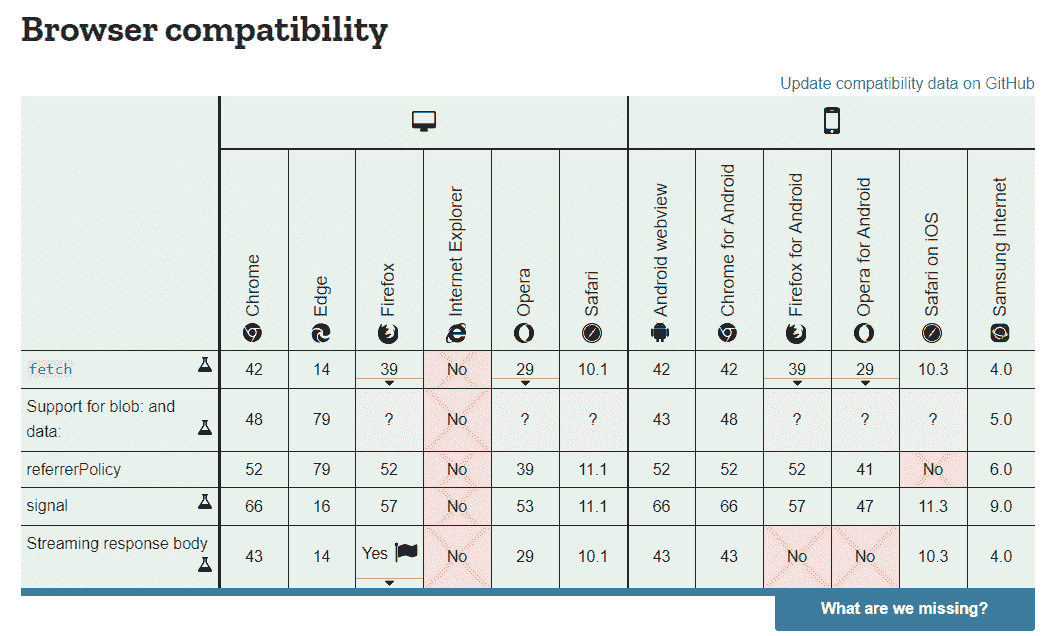 Browser compatibility
Update compatibility data on GitHub
Chrome Edge Firefox Internet Explorer Opera Safari Android webview Chrome for Android Firefox for Android Opera for Android Safari on iOS Samsung Internet
fetch 42 14 39 No 29 10.1 42 42 39 29 10.3 4.0
Support for blob: and
data: 48 79 ? No ? ? 43 48 ? ? ? 5.0
referrerPolicy 52 79 52 No 39 11.1 52 52 52 41 No 6.0
signal 66 16 57 No 53 11.1 66 66 57 47 11.3 9.0
Streaming response body 43 14 Yes No 29 10.1 43 43 No No 10.3 4.0
What are we missing?